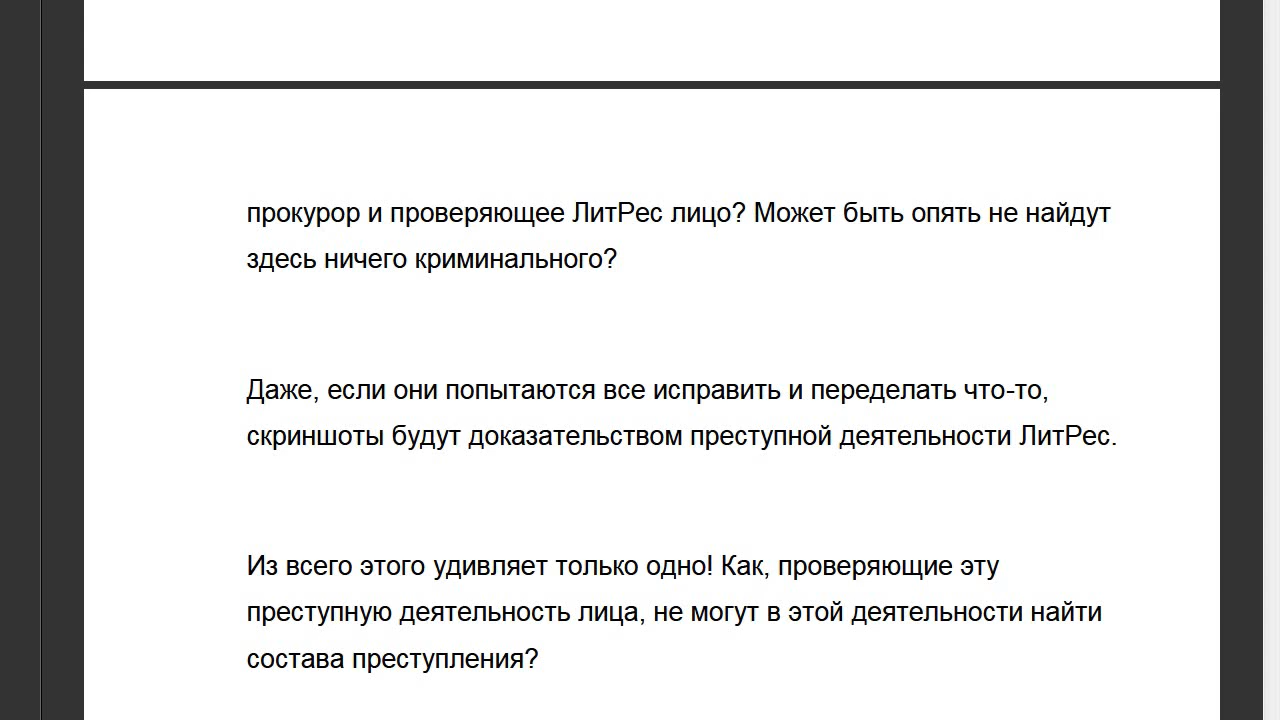 прокурор и проверяющее ЛитРес лицо? Может быть опять не найдут
здесь ничего криминального?
Даже, если они попытаются все исправить и переделать что-то,
скриншоты будут доказательством преступной деятельности ЛитРес.
Из всего этого удивляет только одно! Как, проверяющие эту
преступную деятельность лица, не могут в этой деятельности найти
состава преступления?